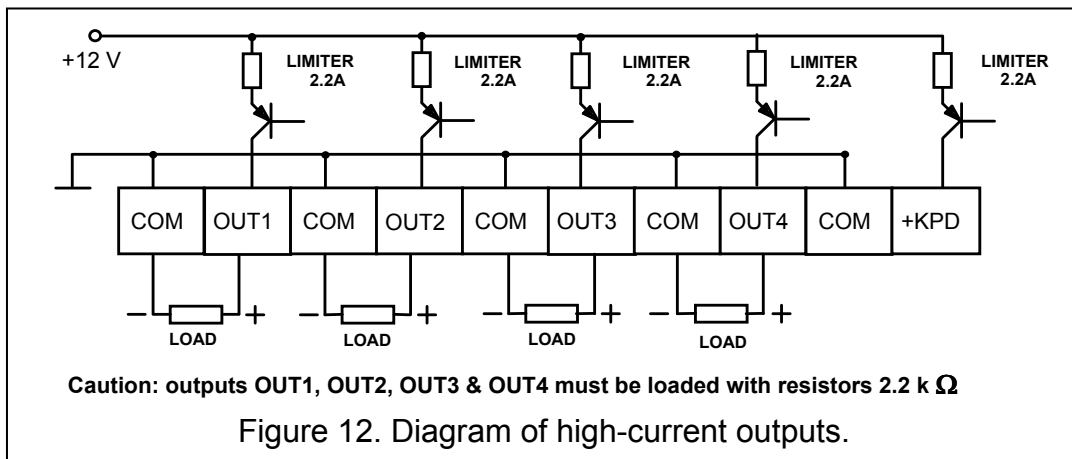 +12 V
LIMITER
2.2A
LIMITER
2.2A
LIMITER
2.2A
LIMITER
2.2A
LIMITER
2.2A
COM OUT1 COM OUT2 COM OUT3 COM OUT4 COM +KPD
− + − + − + − +
LOAD LOAD LOAD LOAD
Caution: outputs OUT1, OUT2, OUT3 & OUT4 must be loaded with resistors 2.2 k Ω
Figure 12. Diagram of high-current outputs.